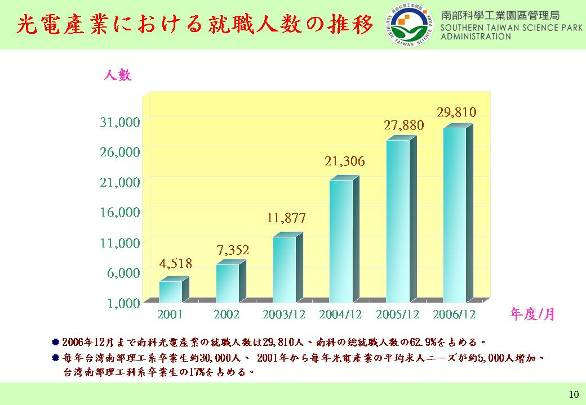 光電產業における就職人数の推移
南部科學工業園區管理局
SOUTHERN TAIWAN SCIENCE PARK
ADMINISTRATION
人數
31,000
26,000
21,000
16,000
11,000
6,000
1,000
4,518
7,352
11,877
21,306
27,880
29,810
2001
2002
2003/12
2004/12
2005/12
2006/12
年度/月
●2006年12月まで南科光電產業の就職人数は29,810人、南科の総就職人数の62.9%を占める。
●每年台湾南部理工系卒業生約30,000人、 2001年から每年光電產業の平均求人ニーズが約5,000人增加、
台湾南部理工科系卒業生の17%を占める。
10